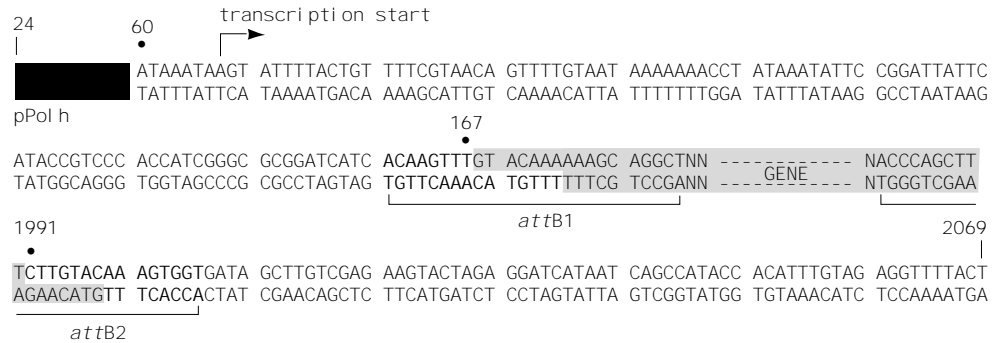 transcription start
24
60
ATAAATAAGT ATTTTACTGT TTTCGTAACA GTTTTGTAAT AAAAAAACCT ATAAATATTC CGGATTATTC
TATTTATTCA TAAAATGACA AAAGCATTGT CAAAACATTA TTTTTTTGGA TATTTATAAG GCCTAATAAG
pPolh
167
ATACCGTCCC ACCATCGGGC GCGGATCATC ACAAGTTTGT ACAAAAAAGC AGGCTNN ------------ NACCCAGCTT
GENE
TATGGCAGGG TGGTAGCCCG CGCCTAGTAG TGTTCAAACA TGTTTTTTCG TCCGANN ------------ NTGGGTCGAA
attB1
1991
2069
TCTTGTACAA AGTGGTGATA GCTTGTCGAG AAGTACTAGA GGATCATAAT CAGCCATACC ACATTTGTAG AGGTTTTACT
AGAACATGTT TCACCACTAT CGAACAGCTC TTCATGATCT CCTAGTATTA GTCGGTATGG TGTAAACATC TCCAAAATGA
attB2